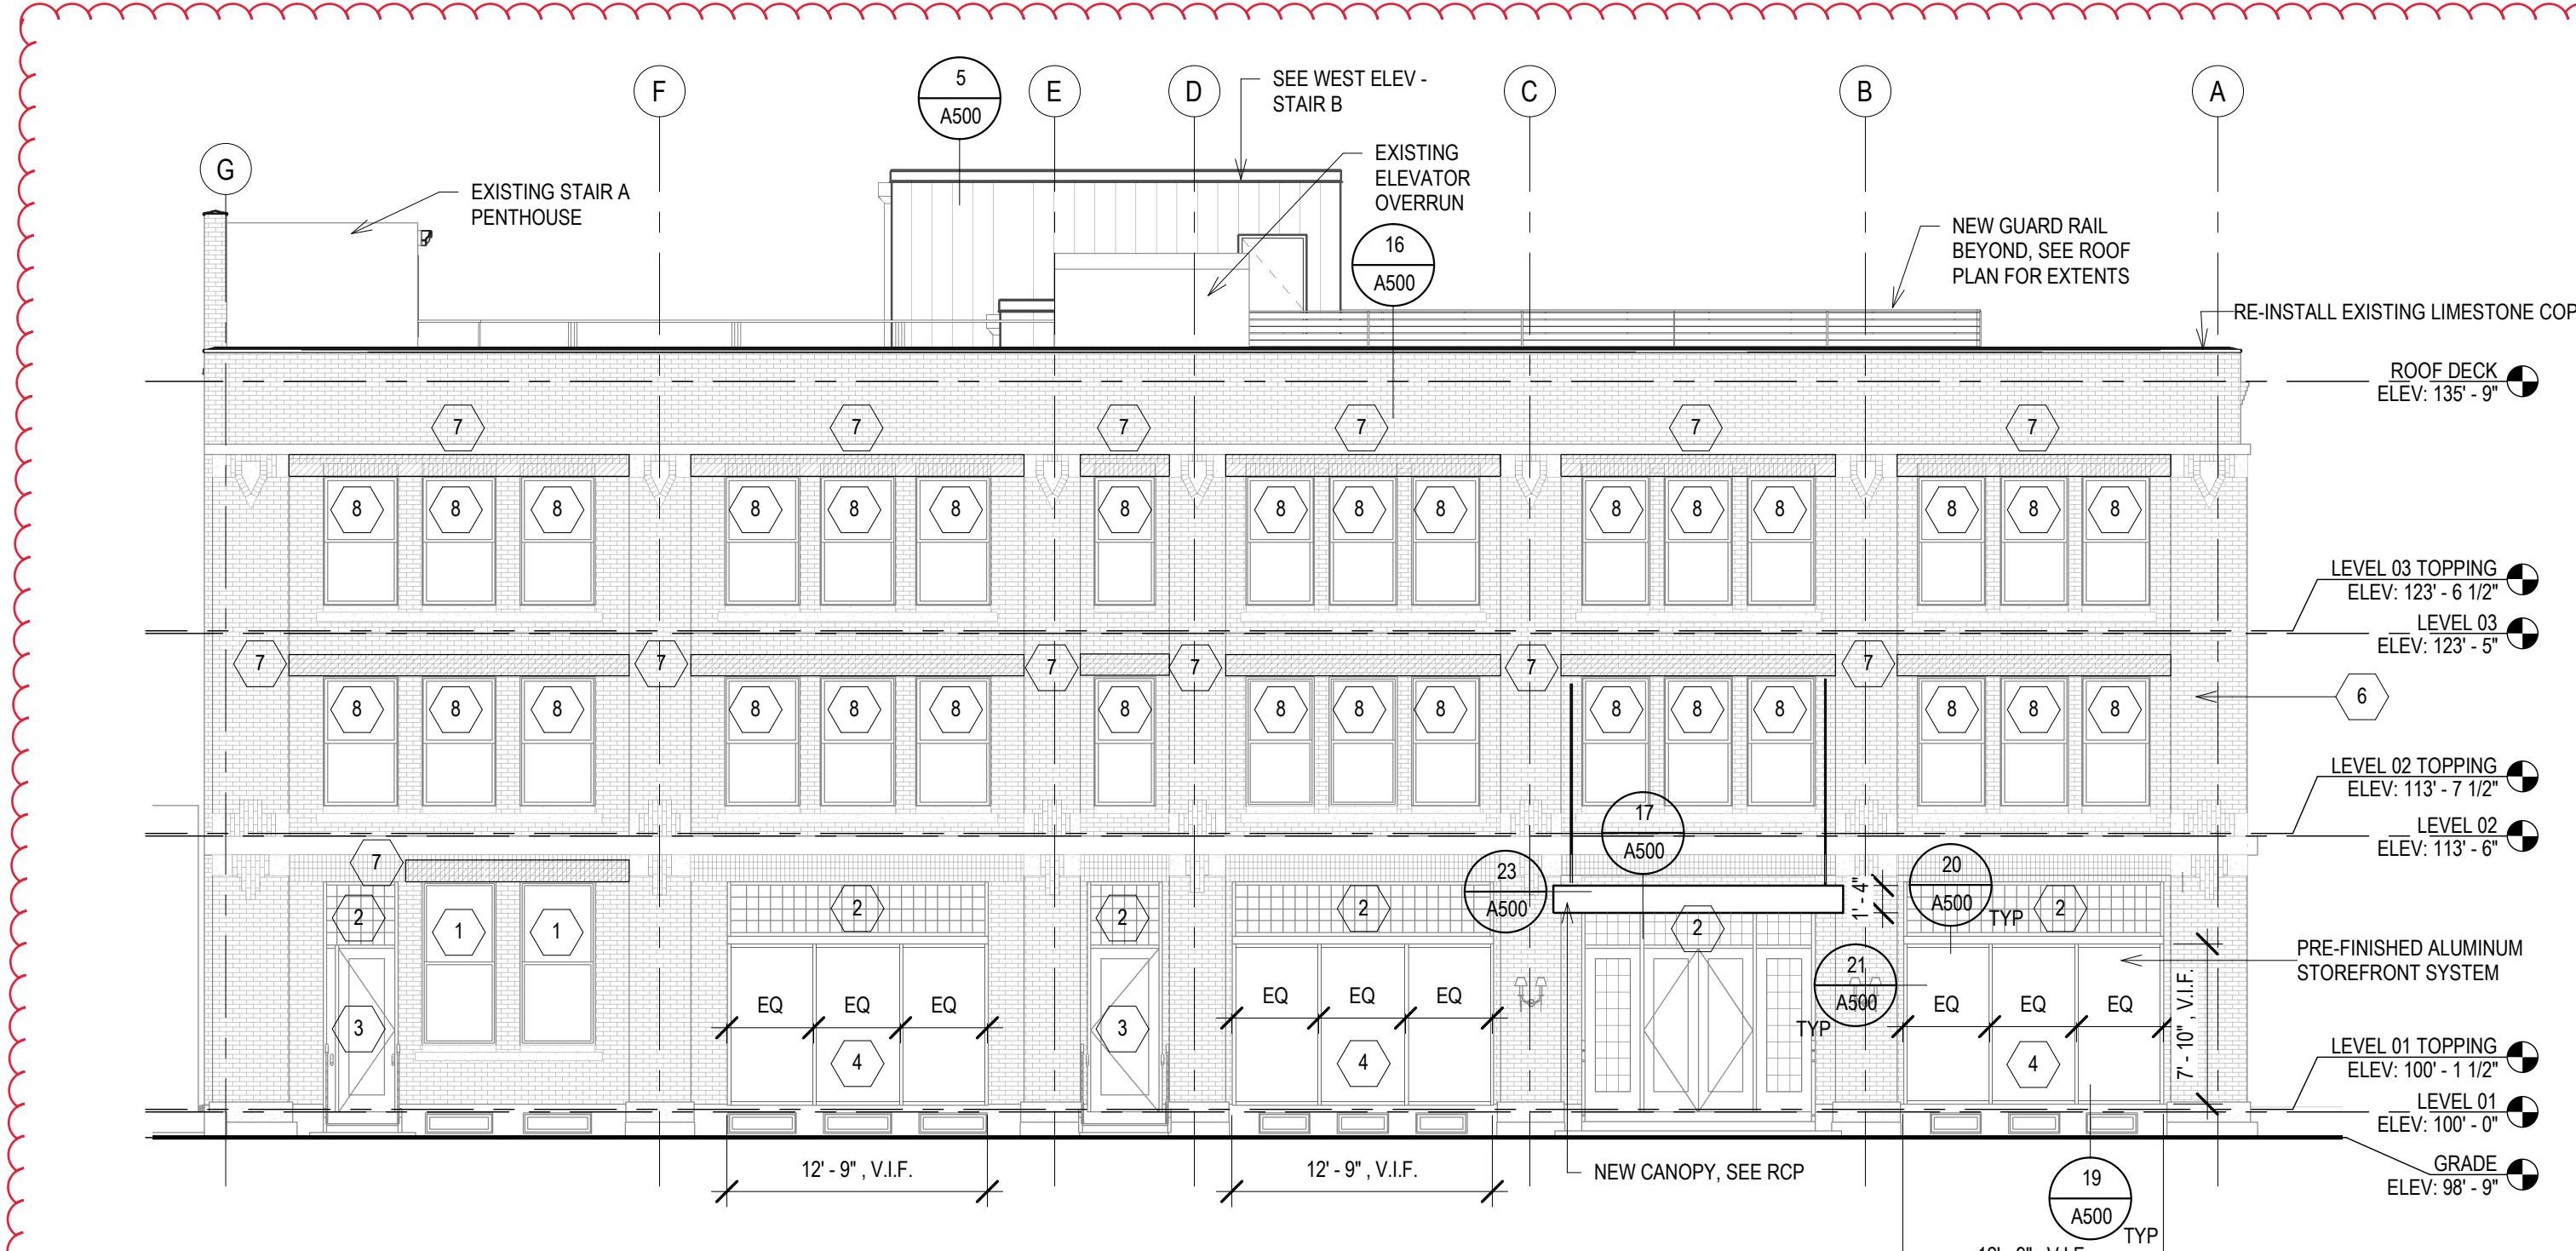 5
A500
SEE WEST ELEV -
STAIR B
F
E
D
C
B
A
G
EXISTING STAIR A
PENTHOUSE
EXISTING
ELEVATOR
OVERRUN
16
A500
NEW GUARD RAIL
BEYOND, SEE ROOF
PLAN FOR EXTENTS
RE-INSTALL EXISTING LIMESTONE COP
ROOF DECK
ELEV: 135' - 9"
7 7 7 7 7 7
8 8 8 8 8 8 8 8 8 8 8 8 8 8 8 8
LEVEL 03 TOPPING
ELEV: 123' - 6 1/2"
LEVEL 03
ELEV: 123' - 5"
7 7 7 7 7 7
8 8 8 8 8 8 8 8 8 8 8 8 8 8 8 8
6
LEVEL 02 TOPPING
ELEV: 113' - 7 1/2"
LEVEL 02
ELEV: 113' - 6"
17
A500
7
23
A500
1' - 4"
20
A500
TYP
2 2 2 2 2 2
1 1
21
A500
TYP
PRE-FINISHED ALUMINUM
STOREFRONT SYSTEM
EQ EQ EQ
EQ EQ EQ
EQ EQ EQ
3 3
4 4 4
7' - 10" , V.I.F.
LEVEL 01 TOPPING
ELEV: 100' - 1 1/2"
LEVEL 01
ELEV: 100' - 0"
12' - 9" , V.I.F.
12' - 9" , V.I.F.
NEW CANOPY, SEE RCP
GRADE
ELEV: 98' - 9"
19
A500
TYP